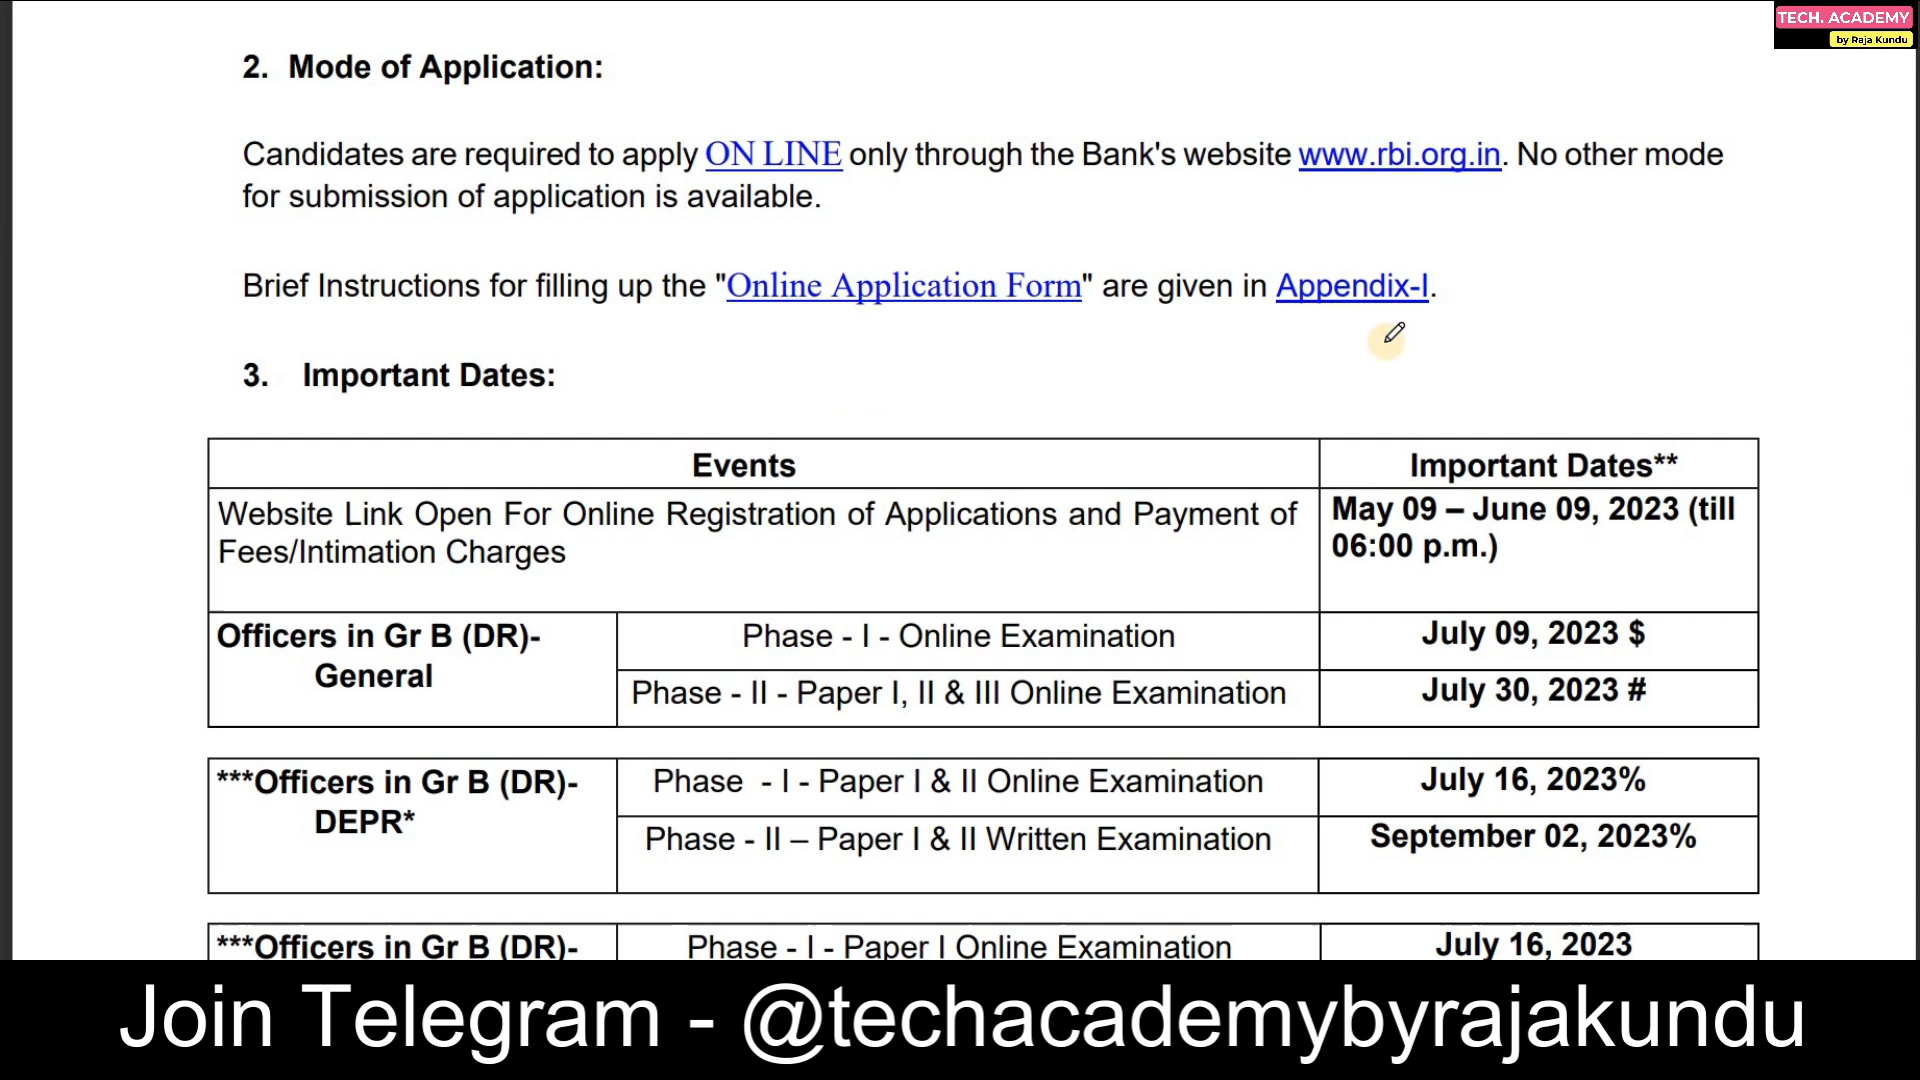 TECH. ACADEMY
by Raja Kundu
2. Mode of Application:
Candidates are required to apply ON LINE only through the Bank's website www.rbi.org.in. No other mode
for submission of application is available.
Brief Instructions for filling up the "Online Application Form" are given in Appendix-I.
3. Important Dates:
Events Important Dates**
Website Link Open For Online Registration of Applications and Payment of
Fees/Intimation Charges
May 09 – June 09, 2023 (till
06:00 p.m.)
Officers in Gr B (DR)-
General
Phase - I - Online Examination July 09, 2023 $
Phase - II - Paper I, II & III Online Examination July 30, 2023 #
***Officers in Gr B (DR)-
DEPR*
Phase - I - Paper I & II Online Examination July 16, 2023%
Phase - II – Paper I & II Written Examination September 02, 2023%
***Officers in Gr B (DR)- Phase - I - Paper I Online Examination July 16, 2023
Join Telegram - @techacademybyrajakundu